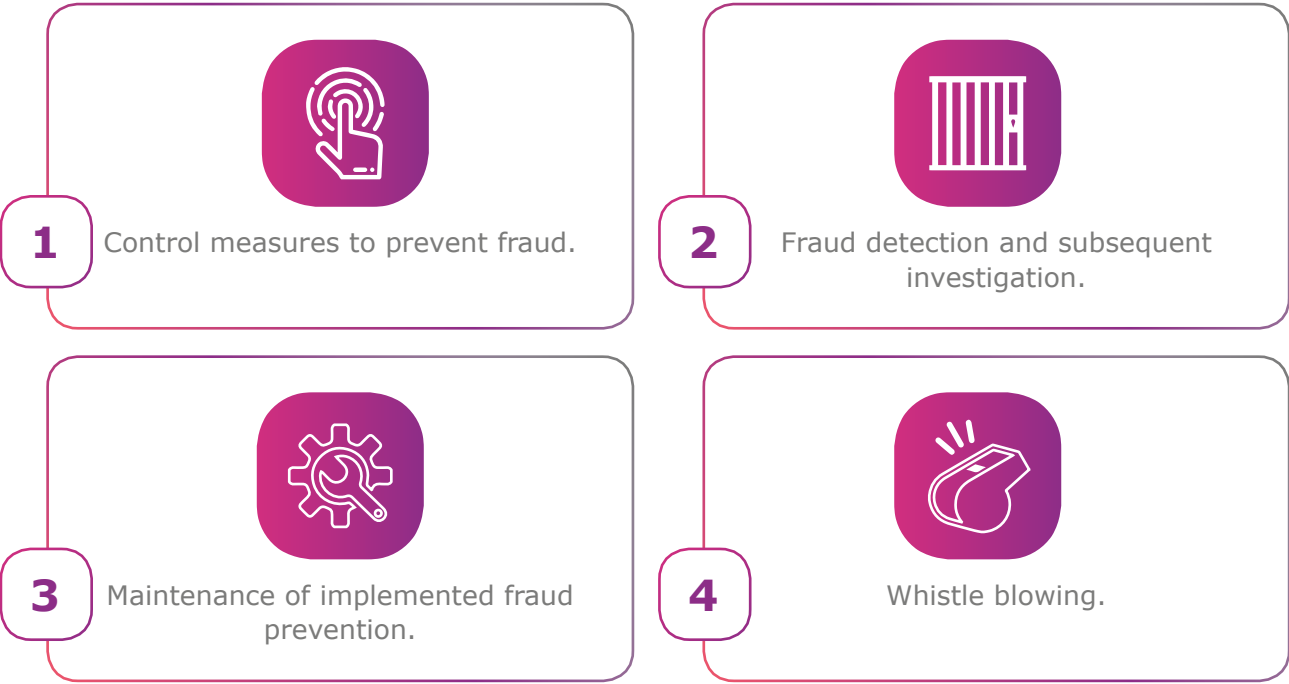 1
Control measures to prevent fraud.
2
Fraud detection and subsequent
investigation.
3
Maintenance of implemented fraud
prevention.
4
Whistle blowing.